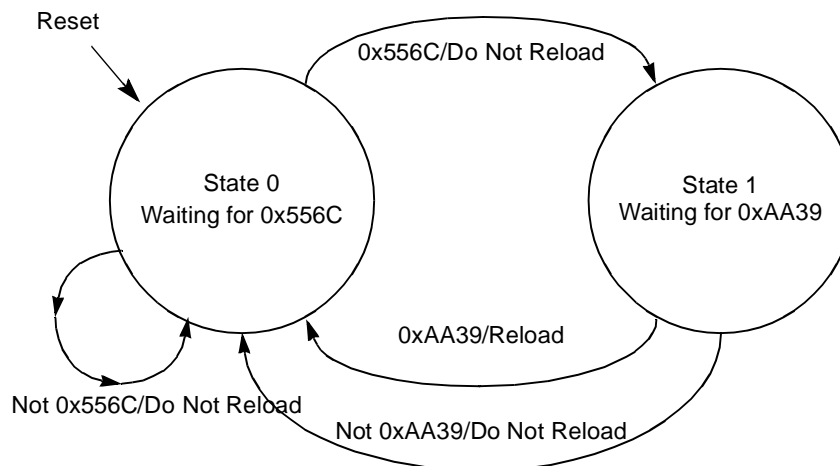 Reset
0x556C/Do Not Reload
State 0
Waiting for 0x556C
State 1
Waiting for 0xAA39
0xAA39/Reload
Not 0x556C/Do Not Reload
Not 0xAA39/Do Not Reload